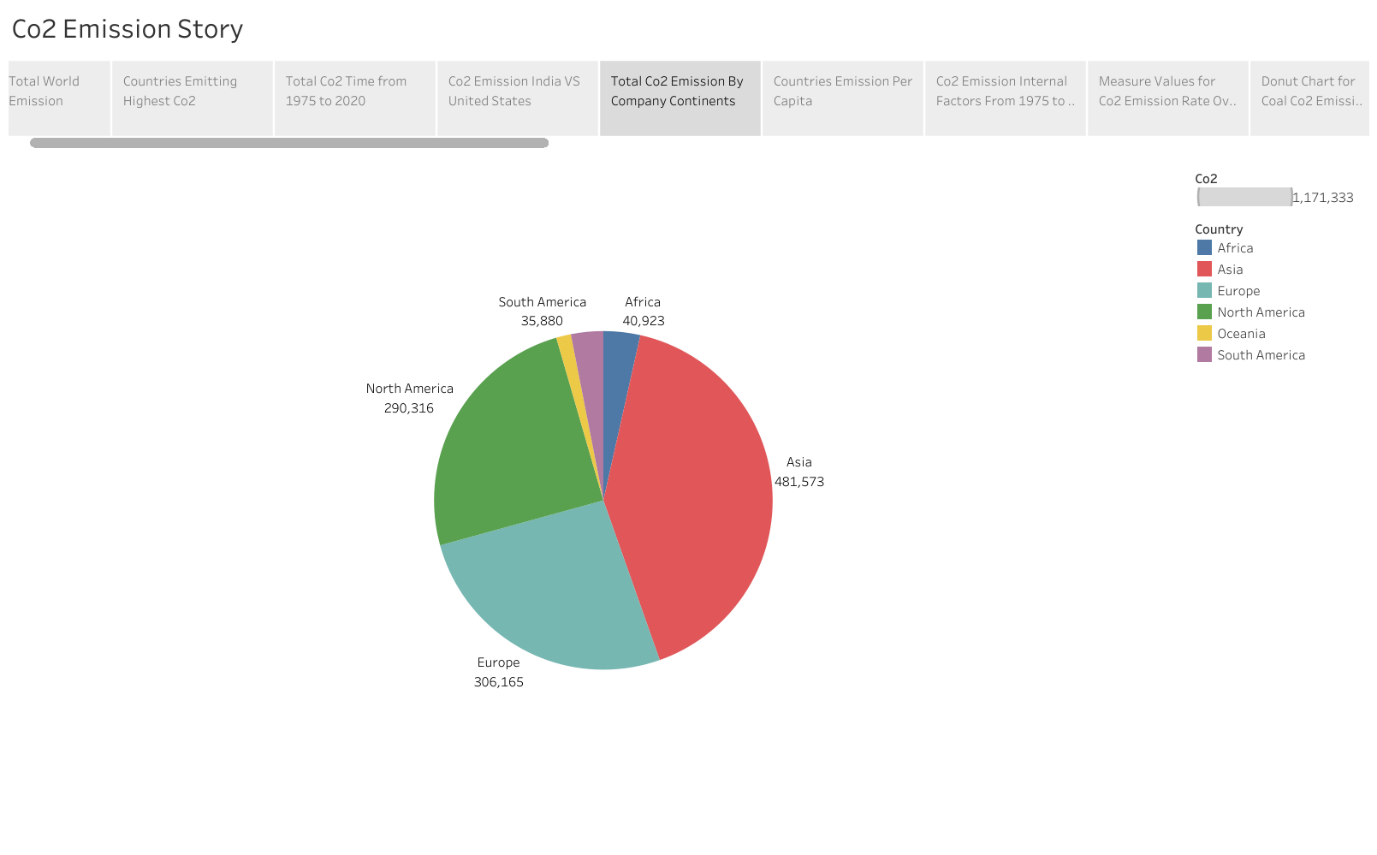 Co2 Emission Story
Total World
Emission
Countries Emitting
Highest Co2
Total Co2 Time from
1975 to 2020
Co2 Emission India VS
United States
Total Co2 Emission By
Company Continents
Countries Emission Per
Capita
Co2 Emission Internal
Factors From 1975 to ..
Measure Values for
Co2 Emission Rate Ov..
Donut Chart for
Coal Co2 Emissi..
Co2
1,171,333
Country
Africa
Asia
Europe
North America
Oceania
South America
South America
35,880
Africa
40,923
North America
290,316
Asia
481,573
Europe
306,165